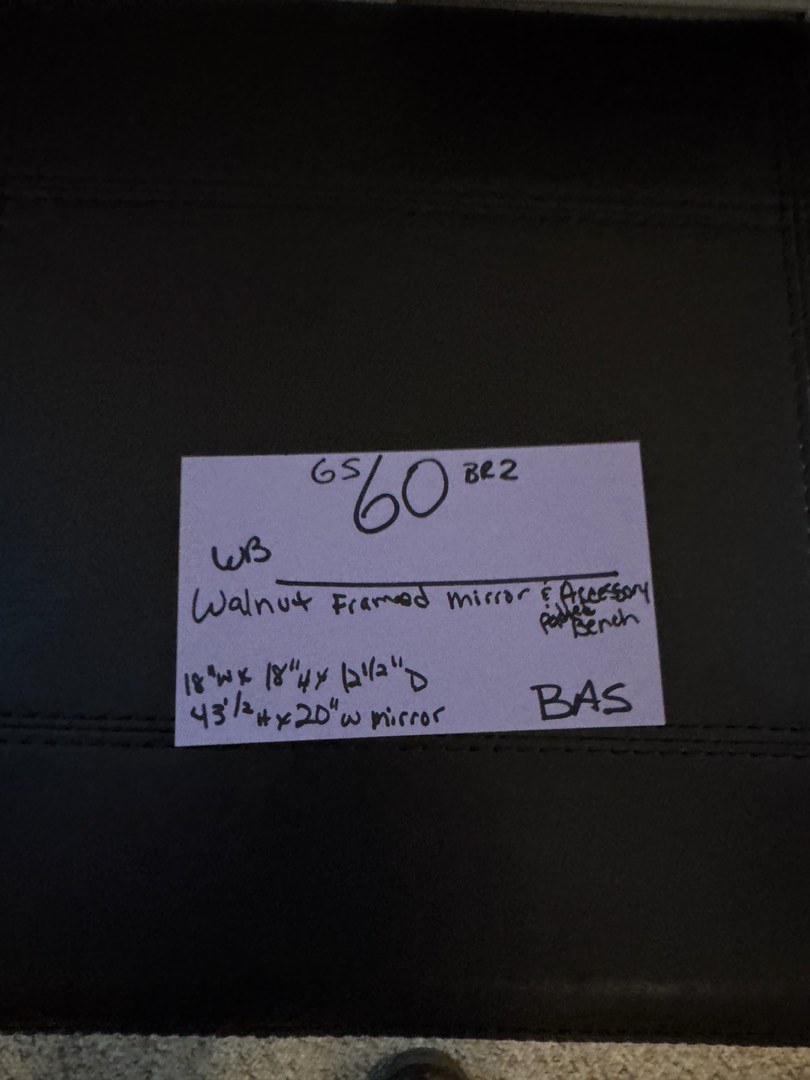 GS 60 BR2
WB
Walnut Framed mirror & Accessory
Bench
18"W x 18"H x 12 1/2" D
43 1/2 H x 20" W mirror
BAS